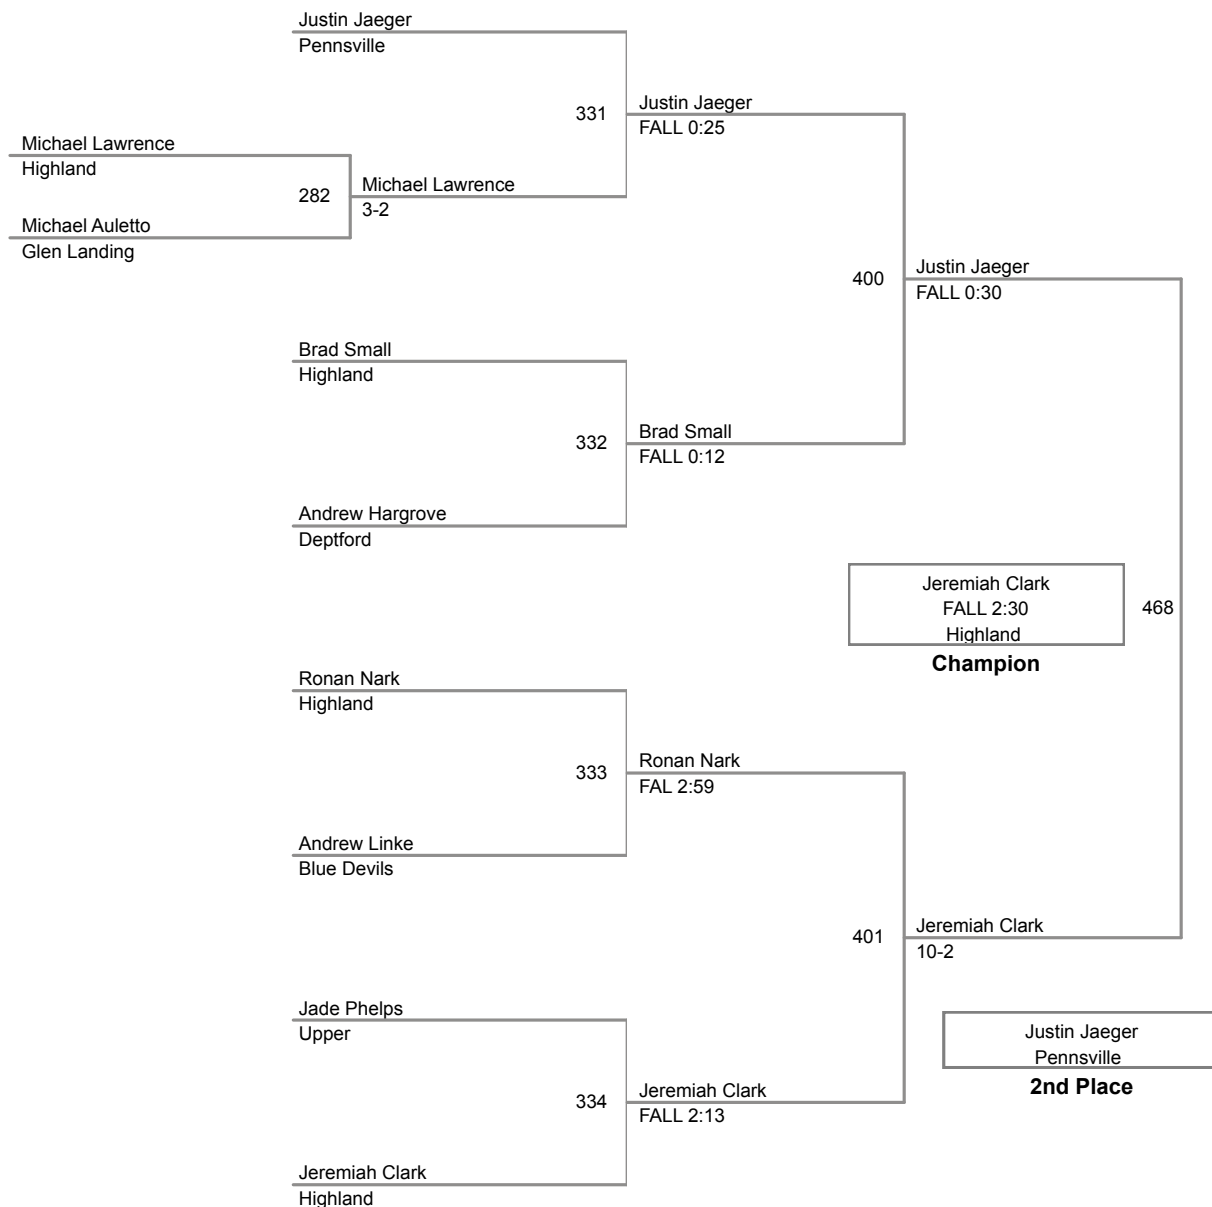 Justin Jaeger
Pennsville
331
Justin Jaeger
FALL 0:25
Michael Lawrence
Highland
282
Michael Lawrence
3-2
Michael Auletto
Glen Landing
400
Justin Jaeger
FALL 0:30
Brad Small
Highland
332
Brad Small
FALL 0:12
Andrew Hargrove
Deptford
Jeremiah Clark
FALL 2:30
Highland
468
Champion
Ronan Nark
Highland
333
Ronan Nark
FAL 2:59
Andrew Linke
Blue Devils
401
Jeremiah Clark
10-2
Jade Phelps
Upper
Justin Jaeger
Pennsville
2nd Place
334
Jeremiah Clark
FALL 2:13
Jeremiah Clark
Highland